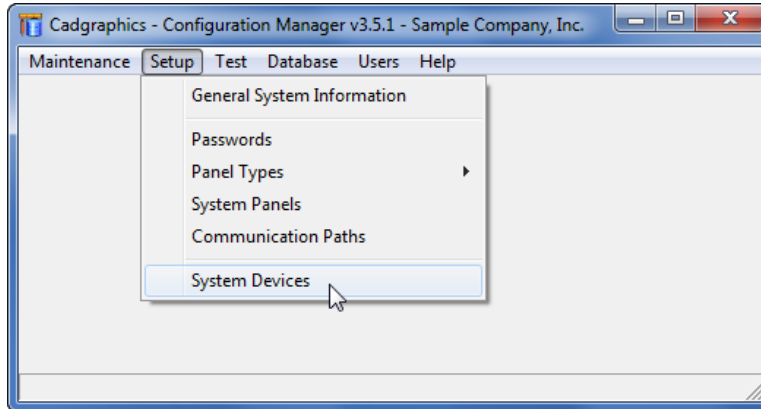 Cadgraphics - Configuration Manager v3.5.1 - Sample Company, Inc.
Maintenance Setup Test Database Users Help
General System Information
Passwords
Panel Types
System Panels
Communication Paths
System Devices